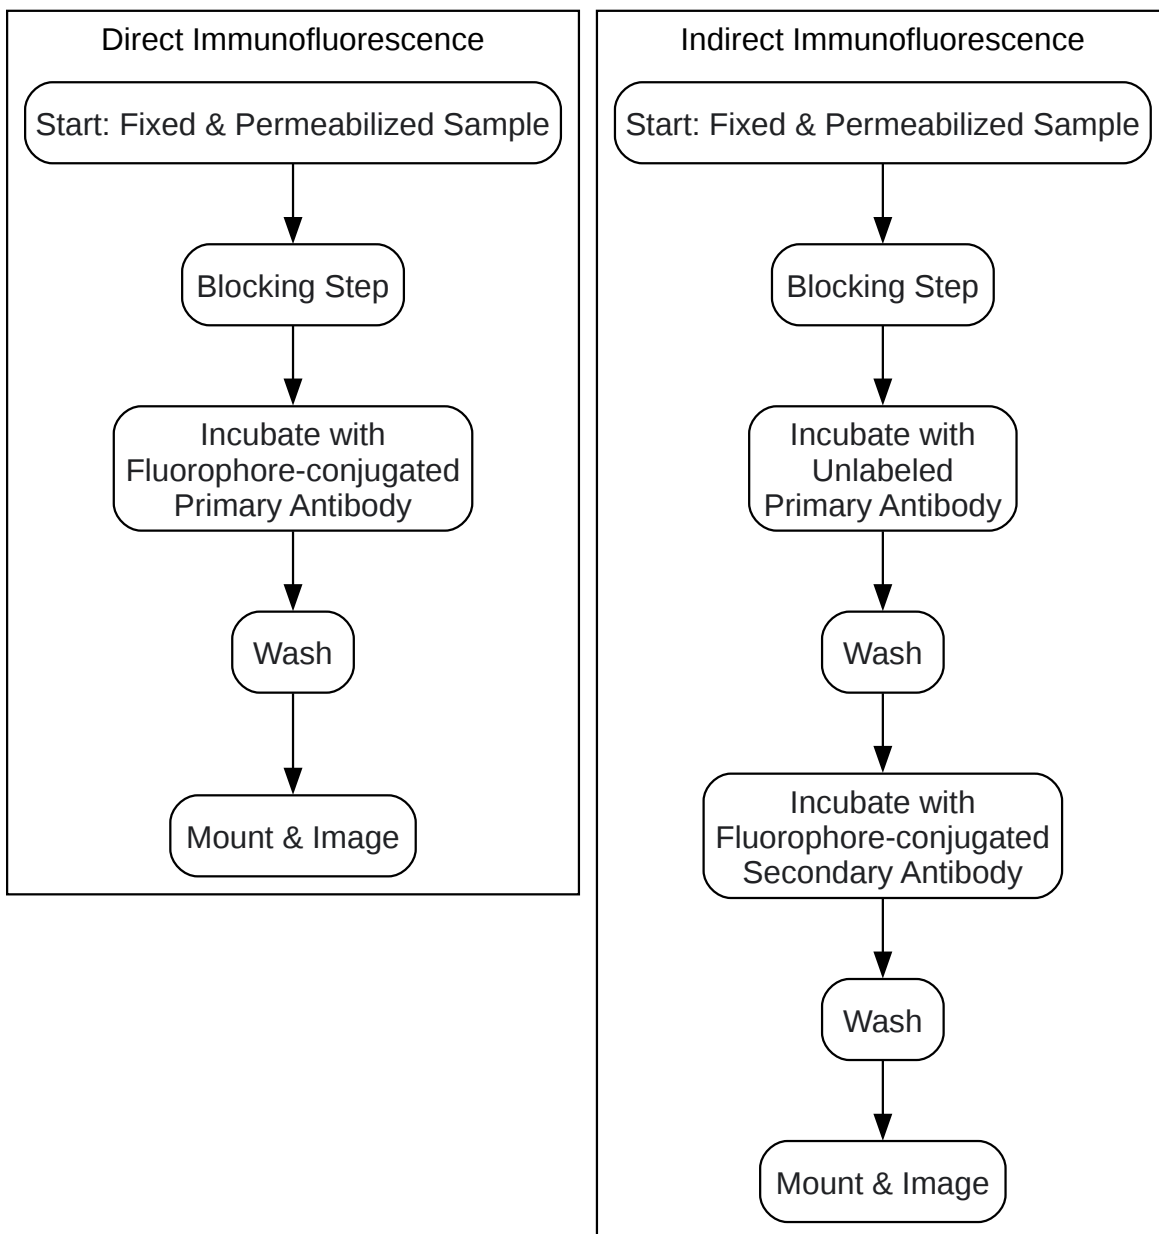 Direct Immunofluorescence
Start: Fixed & Permeabilized Sample
Blocking Step
Incubate with
Fluorophore-conjugated
Primary Antibody
Wash
Mount & Image
Indirect Immunofluorescence
Start: Fixed & Permeabilized Sample
Blocking Step
Incubate with
Unlabeled
Primary Antibody
Wash
Incubate with
Fluorophore-conjugated
Secondary Antibody
Wash
Mount & Image